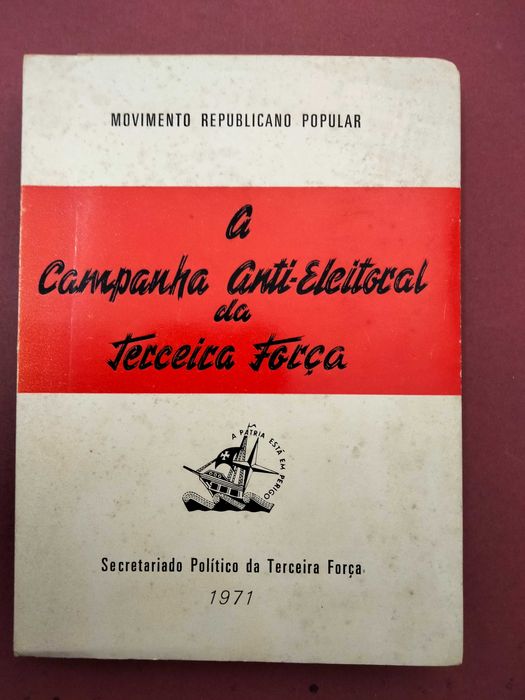 MOVIMENTO REPUBLICANO POPULAR
A
Campanha Anti-Eleitoral
da
Terceira Força
A PÁTRIA ESTÁ EM PERIGO
Secretariado Político da Terceira Força
1971